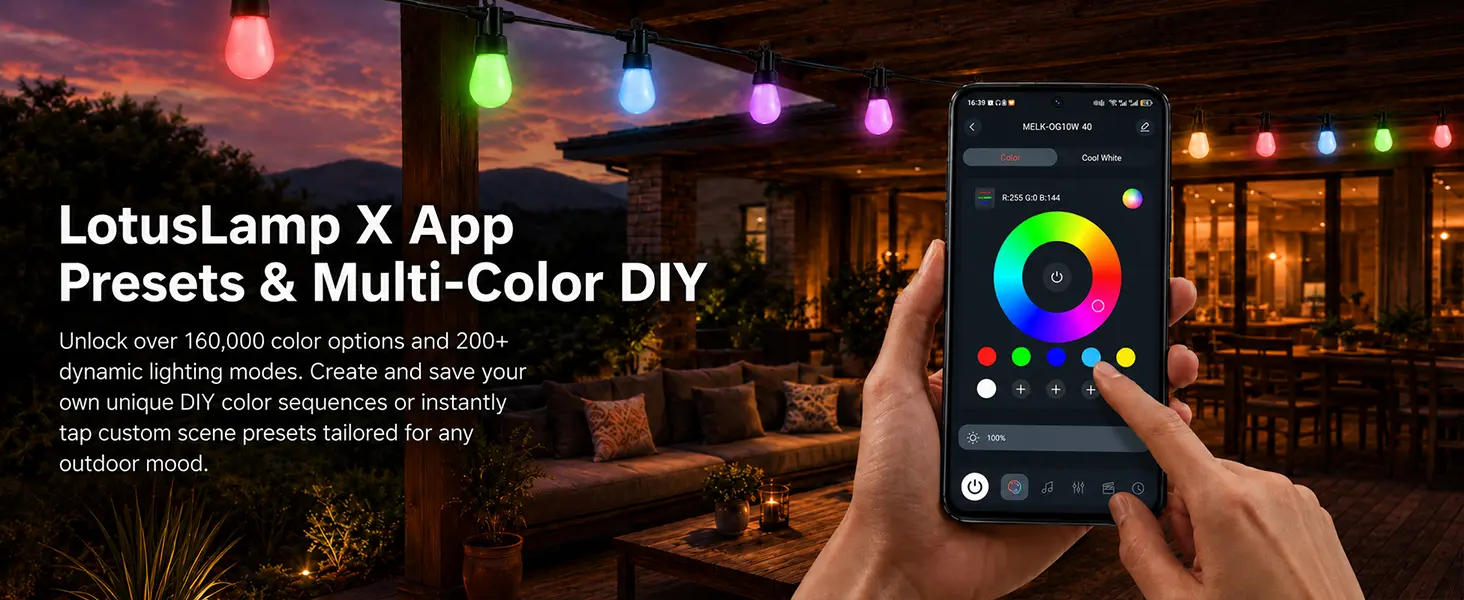 LotusLamp X App
Presets & Multi-Color DIY
Unlock over 160,000 color options and 200+
dynamic lighting modes. Create and save your
own unique DIY color sequences or instantly
tap custom scene presets tailored for any
outdoor mood.
16:39
MELK-OG10W 40
Color
Cool White
R:255 G:0 B:144
100%